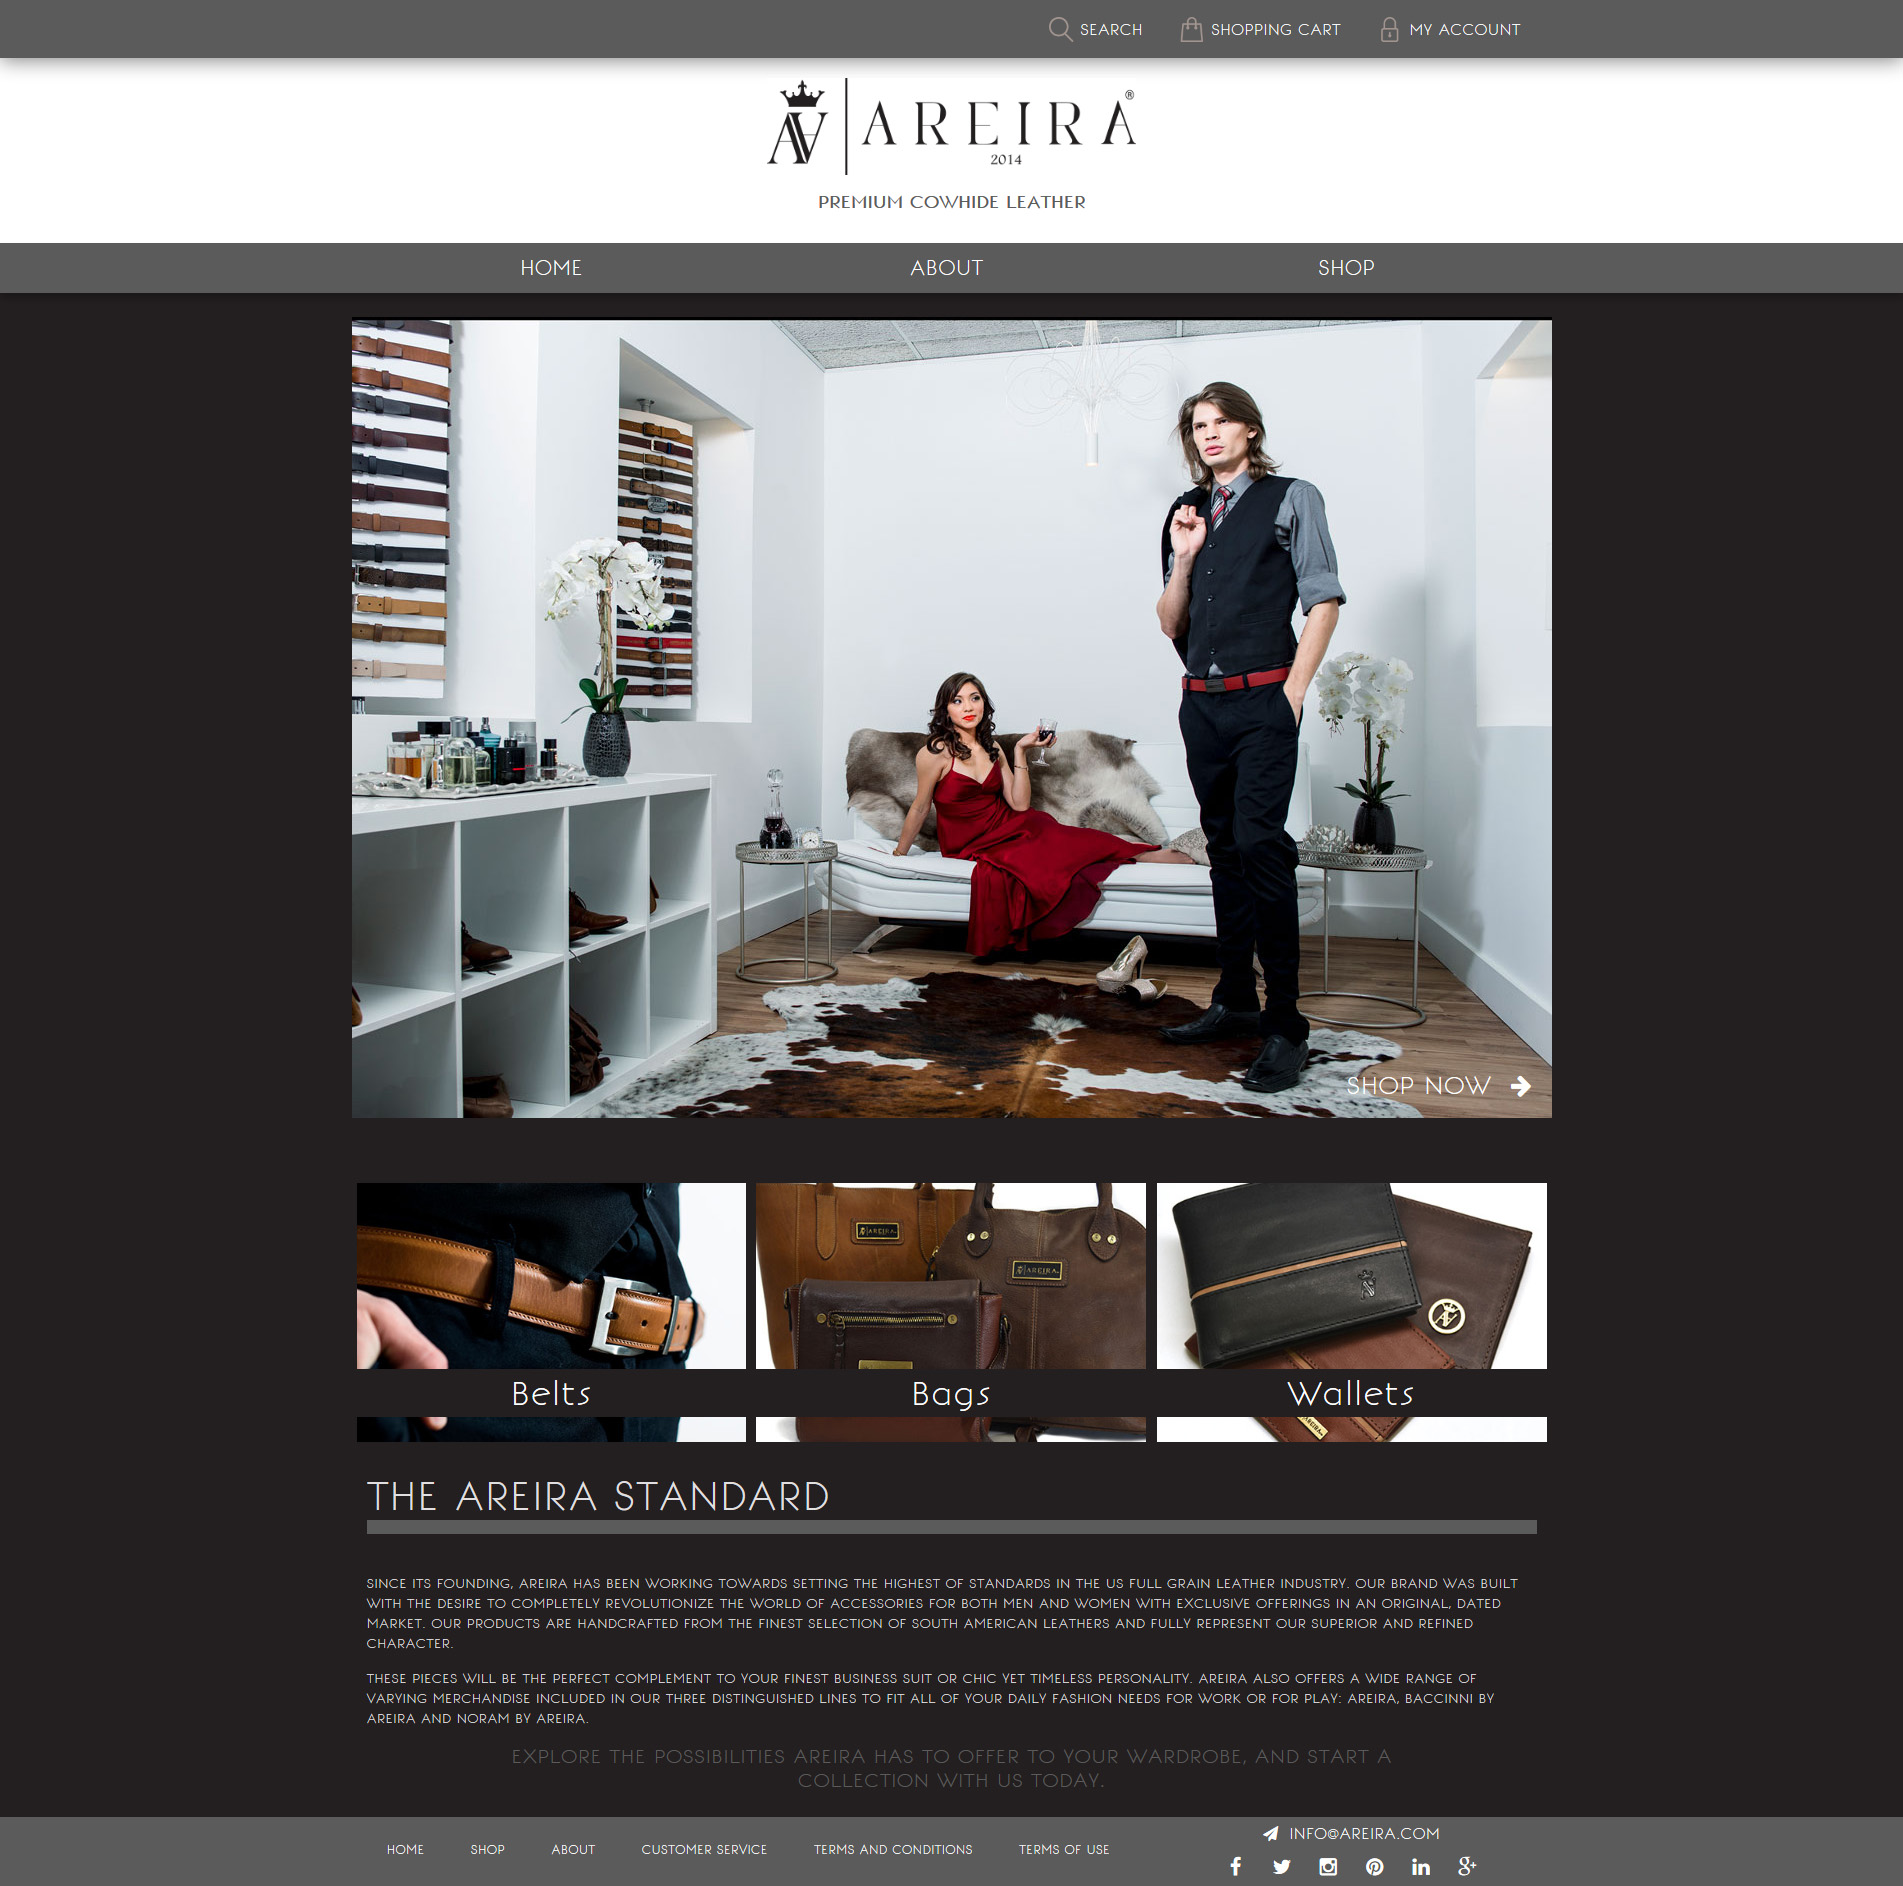 SEARCH
SHOPPING CART
MY ACCOUNT
AREIRA®
2014
PREMIUM COWHIDE LEATHER
HOME
ABOUT
SHOP
SHOP NOW
AREIRA
AREIRA
AREIRA
Belts
Bags
Wallets
THE AREIRA STANDARD
SINCE ITS FOUNDING, AREIRA HAS BEEN WORKING TOWARDS SETTING THE HIGHEST OF STANDARDS IN THE US FULL GRAIN LEATHER INDUSTRY. OUR BRAND WAS BUILT
WITH THE DESIRE TO COMPLETELY REVOLUTIONIZE THE WORLD OF ACCESSORIES FOR BOTH MEN AND WOMEN WITH EXCLUSIVE OFFERINGS IN AN ORIGINAL, DATED
MARKET. OUR PRODUCTS ARE HANDCRAFTED FROM THE FINEST SELECTION OF SOUTH AMERICAN LEATHERS AND FULLY REPRESENT OUR SUPERIOR AND REFINED
CHARACTER.
THESE PIECES WILL BE THE PERFECT COMPLEMENT TO YOUR FINEST BUSINESS SUIT OR CHIC YET TIMELESS PERSONALITY. AREIRA ALSO OFFERS A WIDE RANGE OF
VARYING MERCHANDISE INCLUDED IN OUR THREE DISTINGUISHED LINES TO FIT ALL OF YOUR DAILY FASHION NEEDS FOR WORK OR FOR PLAY: AREIRA, BACCINNI BY
AREIRA AND NORAM BY AREIRA.
EXPLORE THE POSSIBILITIES AREIRA HAS TO OFFER TO YOUR WARDROBE, AND START A
COLLECTION WITH US TODAY.
HOME
SHOP
ABOUT
CUSTOMER SERVICE
TERMS AND CONDITIONS
TERMS OF USE
INFO@AREIRA.COM